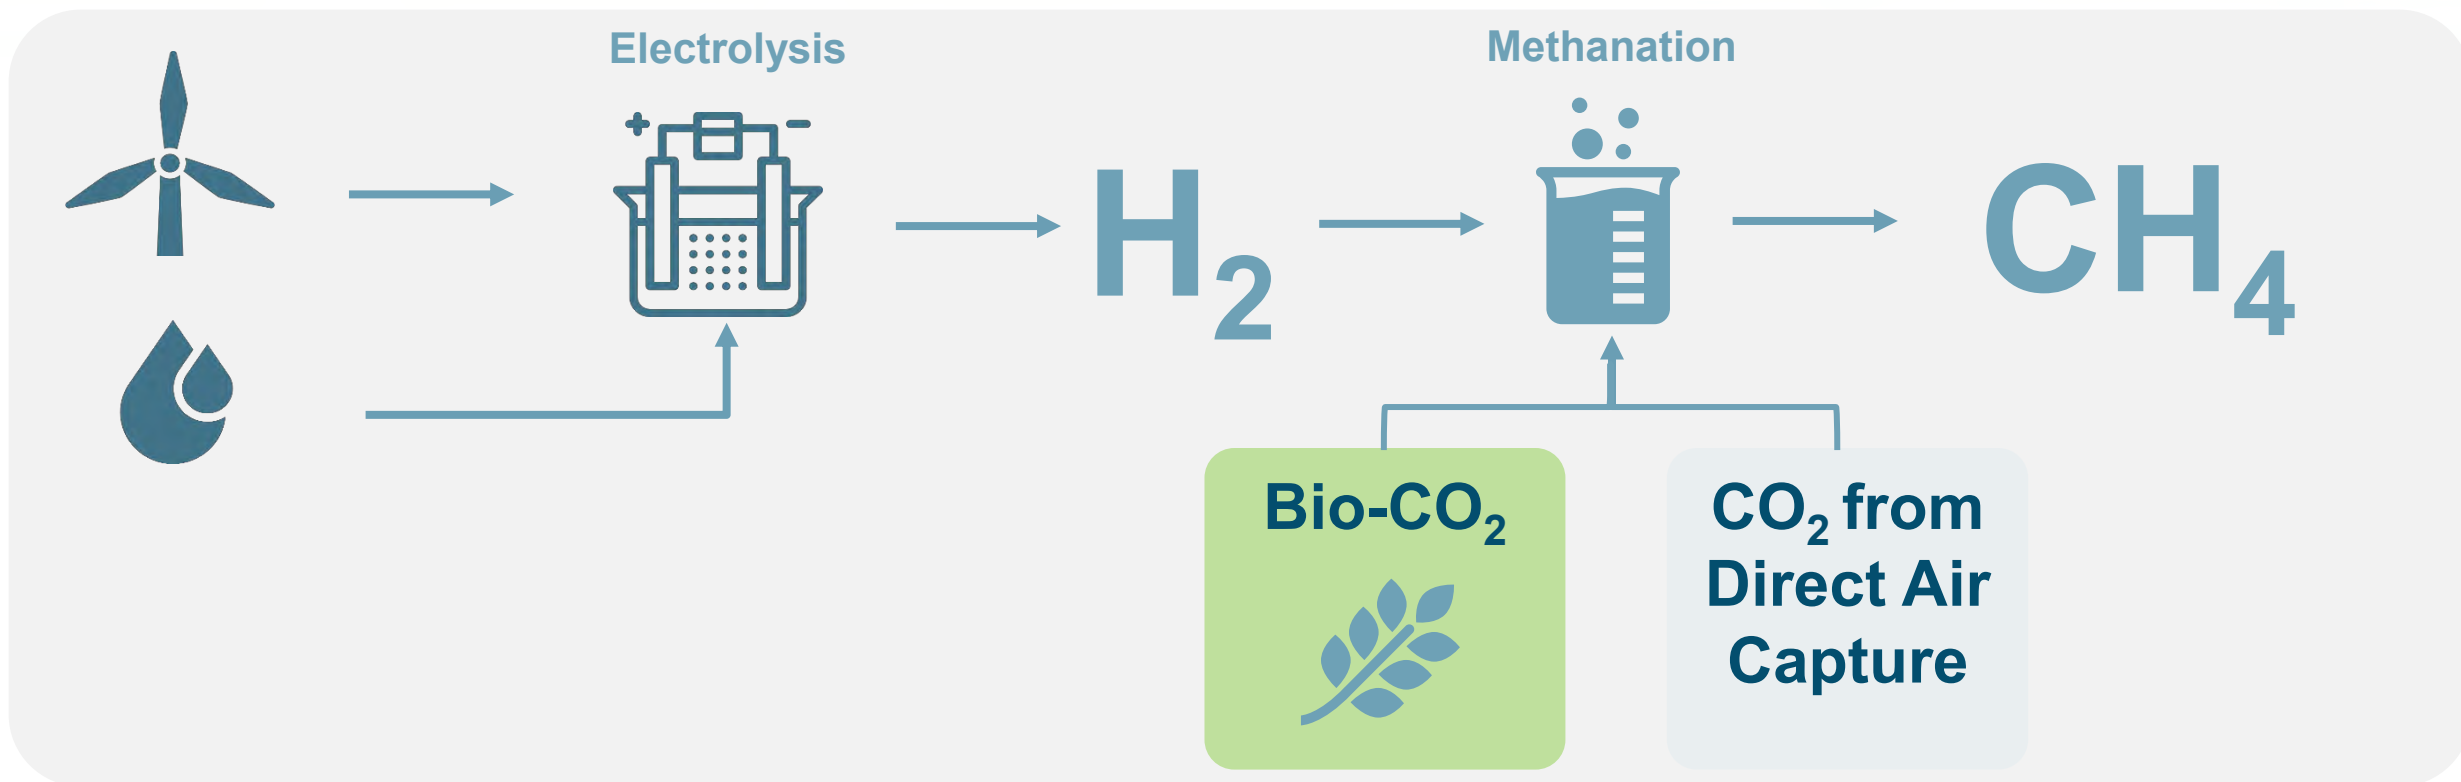 Electrolysis
Methanation
+ -
H₂
CH₄
Bio-CO₂
CO₂ from
Direct Air
Capture